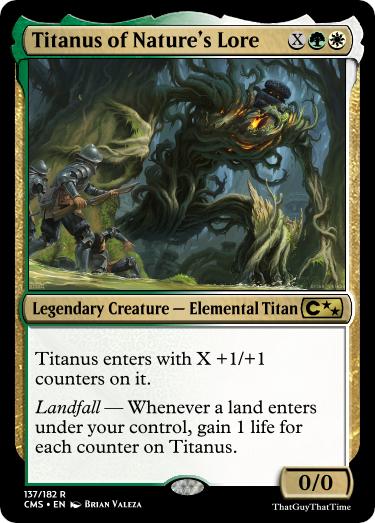 Titanus of Nature's Lore X
Legendary Creature — Elemental Titan C
Titanus enters with X +1/+1
counters on it.
Landfall — Whenever a land enters
under your control, gain 1 life for
each counter on Titanus.
0/0
137/182 R
CMS • EN Brian Valeza
ThatGuyThatTime